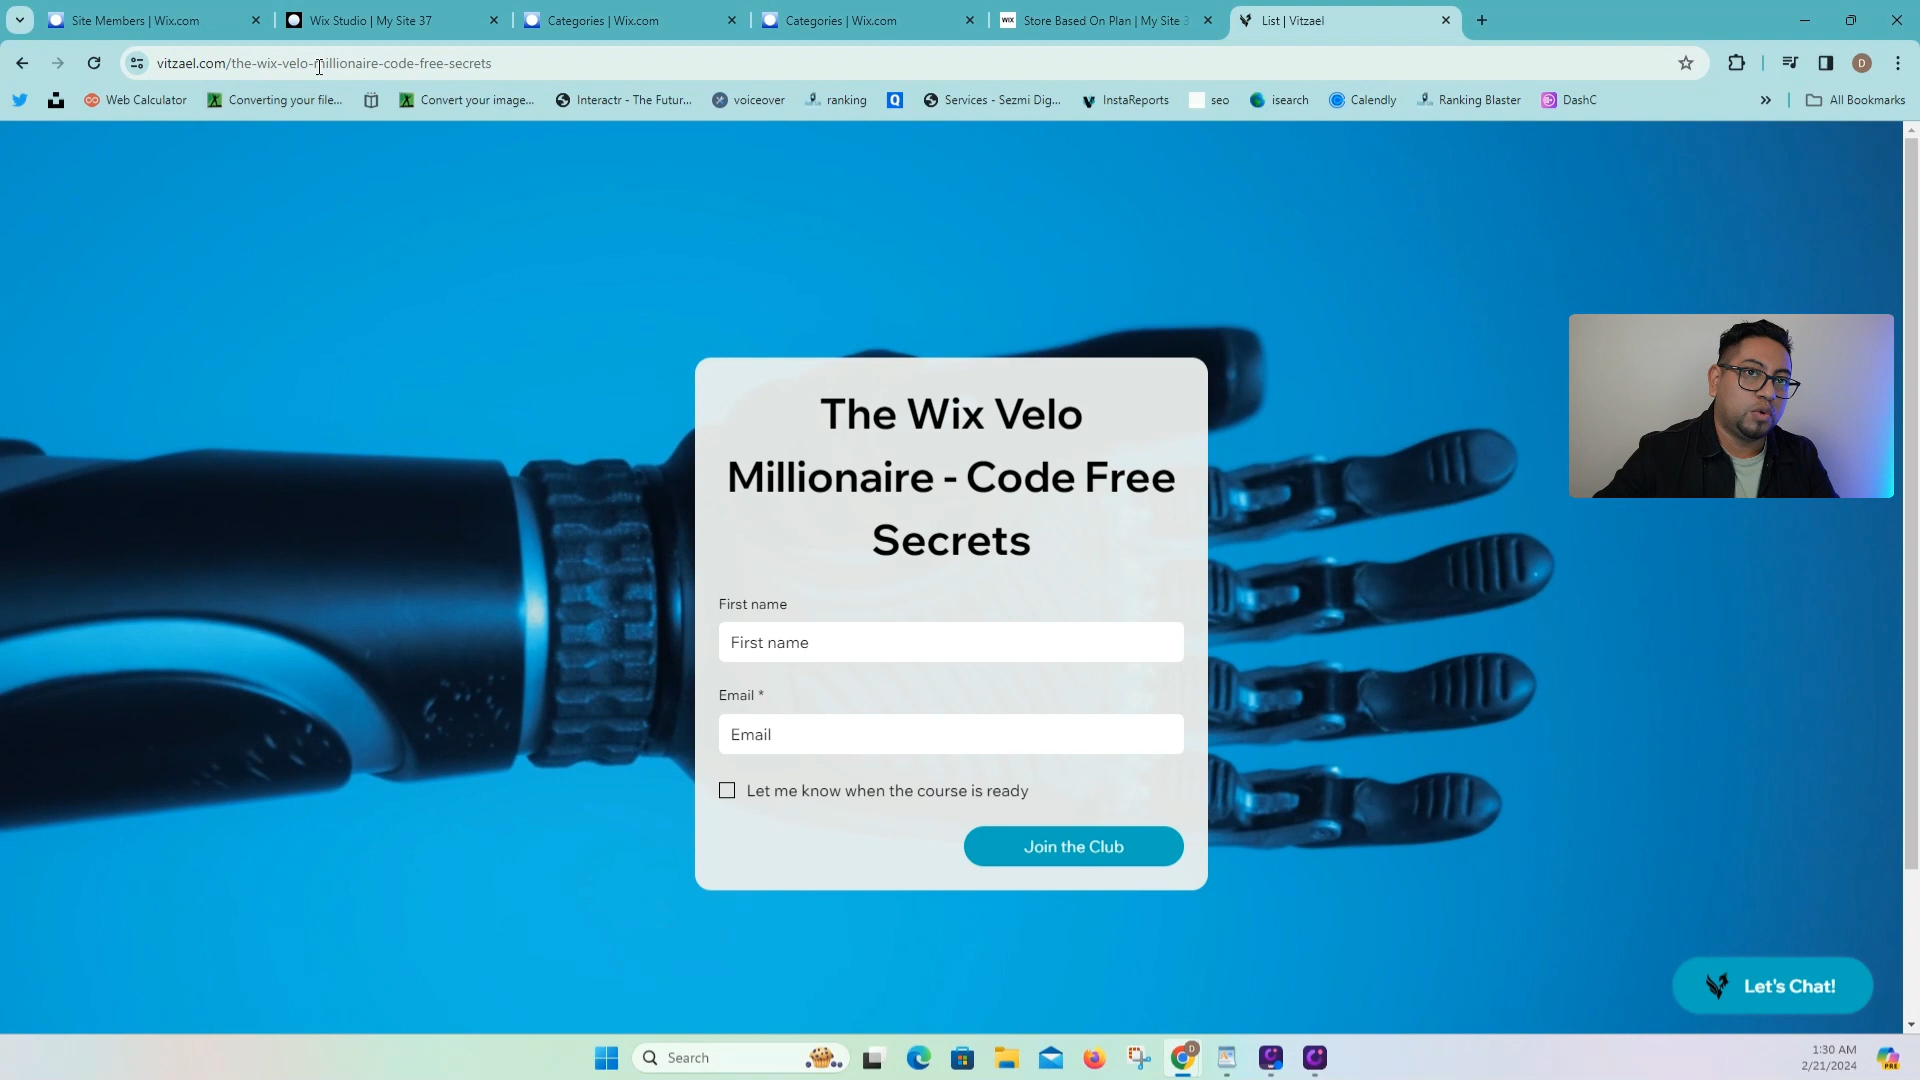 Site Members | Wix.com
Wix Studio | My Site 37
Categories | Wix.com
Categories | Wix.com
WIX
Store Based On Plan | My Site 3
List | Vitzael
vitzael.com/the-wix-velo-millionaire-code-free-secrets
D
Web Calculator
Converting your file...
Convert your image...
Interactr - The Futur...
voiceover
ranking
Q
Services - Sezmi Dig...
InstaReports
seo
isearch
Calendly
Ranking Blaster
DashC
All Bookmarks
The Wix Velo
Millionaire - Code Free
Secrets
First name
First name
Email *
Email
Let me know when the course is ready
Join the Club
Let's Chat!
Search
D
1:30 AM
2/21/2024
PRE